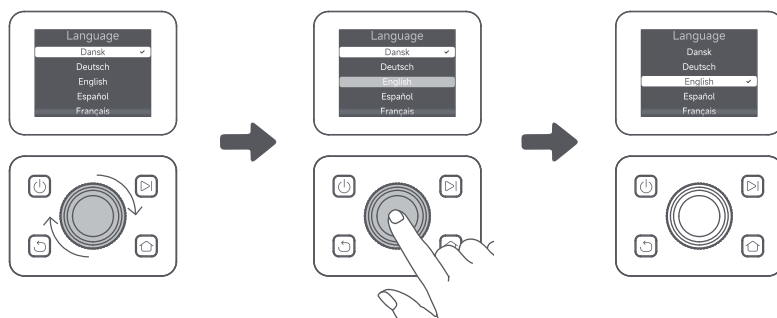 Language
Dansk
Deutsch
English
Español
Français
Language
Dansk
Deutsch
English
Español
Français
Language
Dansk
Deutsch
English
Español
Français